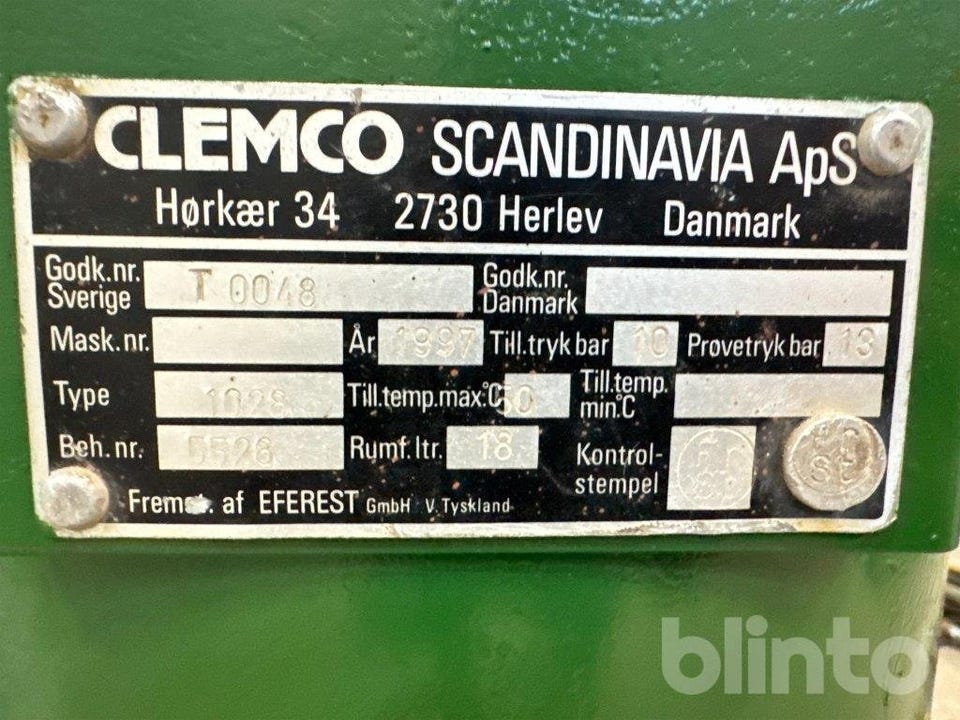 CLEMCO SCANDINAVIA ApS
Hørkær 34 2730 Herlev Danmark
Godk.nr. Sverige T 0048 Godk.nr. Danmark
Mask.nr. År 1997 Till.tryk bar 10 Prøvetryk bar 13
Type 1028 Till.temp.max.°C 50 Till.temp. min.°C
Beh.nr. 5526 Rumf.ltr. 18 Kontrol-
stempel
Fremst. af EFEREST GmbH V. Tyskland
blinto